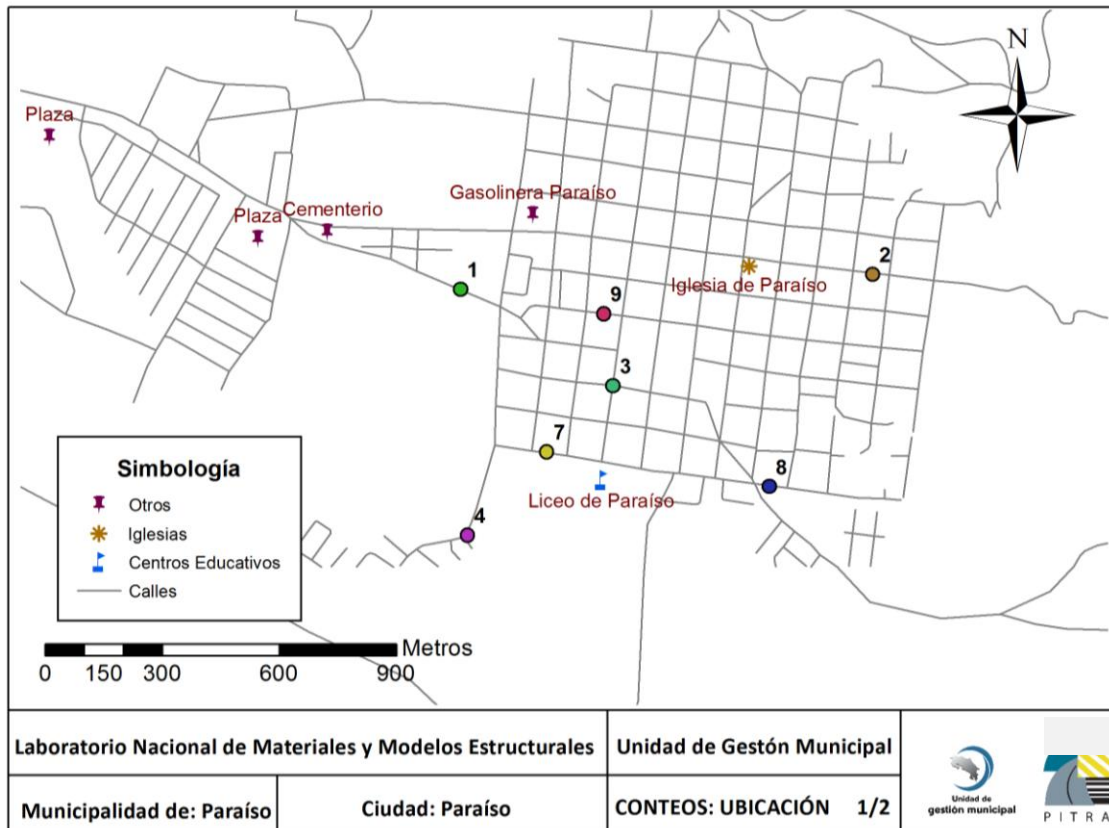 N
Plaza
Gasolinera Paraíso
Plaza
Cementerio
1
2
Iglesia de Paraíso
9
3
7
8
Liceo de Paraíso
4
Simbología
Otros
Iglesias
Centros Educativos
Calles
Metros
0 150 300 600 900
Laboratorio Nacional de Materiales y Modelos Estructurales
Unidad de Gestión Municipal
Municipalidad de: Paraíso
Ciudad: Paraíso
CONTEOS: UBICACIÓN 1/2
Unidad de
gestión municipal
PITRA